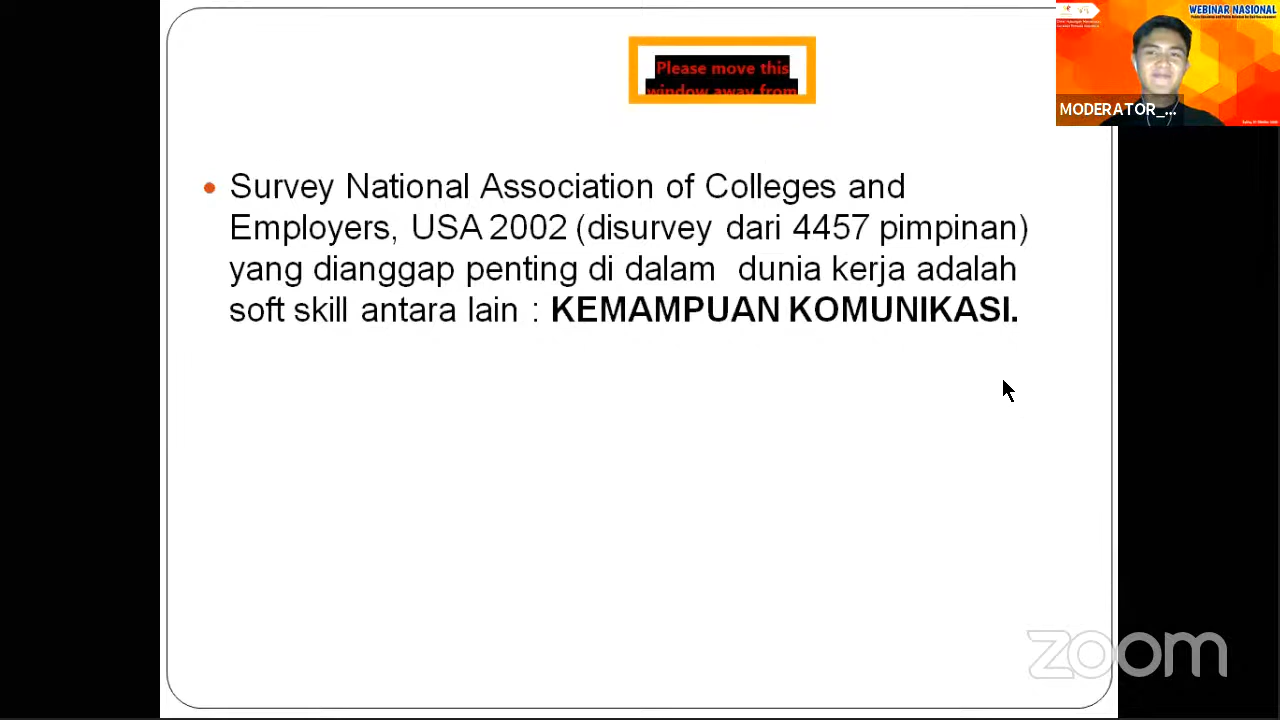 Please move this
window away from
WEBINAR NASIONAL
MODERATOR_...
• Survey National Association of Colleges and
Employers, USA 2002 (disurvey dari 4457 pimpinan)
yang dianggap penting di dalam dunia kerja adalah
soft skill antara lain : KEMAMPUAN KOMUNIKASI.
zoom